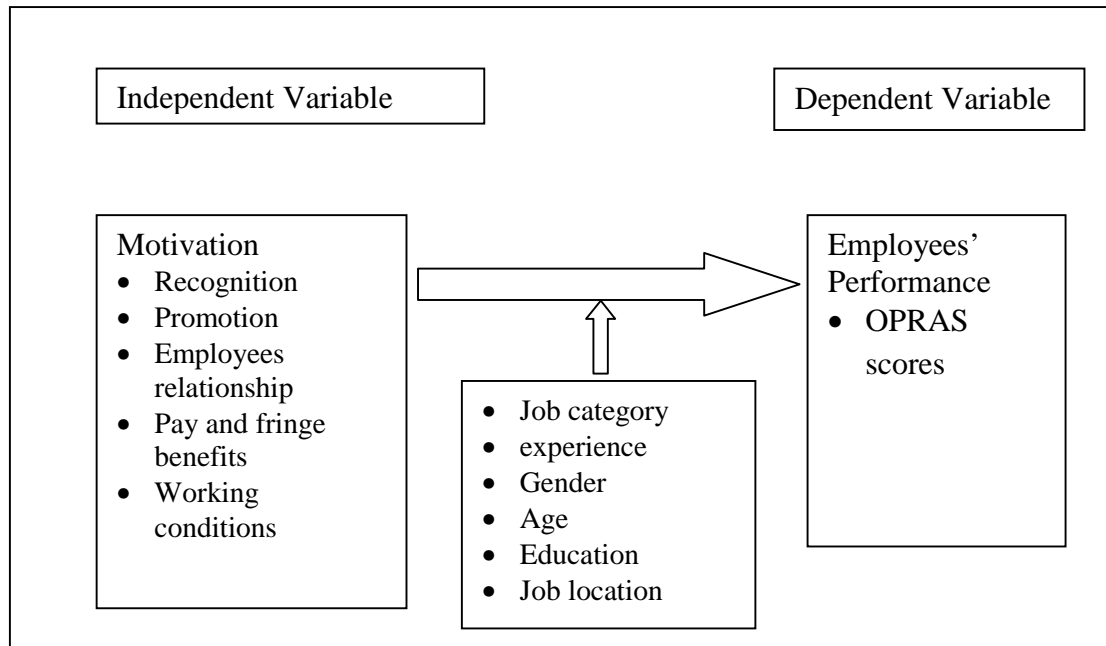 Independent Variable
Dependent Variable
Motivation
• Recognition
• Promotion
• Employees
relationship
• Pay and fringe
benefits
• Working
conditions
Employees’
Performance
• OPRAS
scores
• Job category
• experience
• Gender
• Age
• Education
• Job location